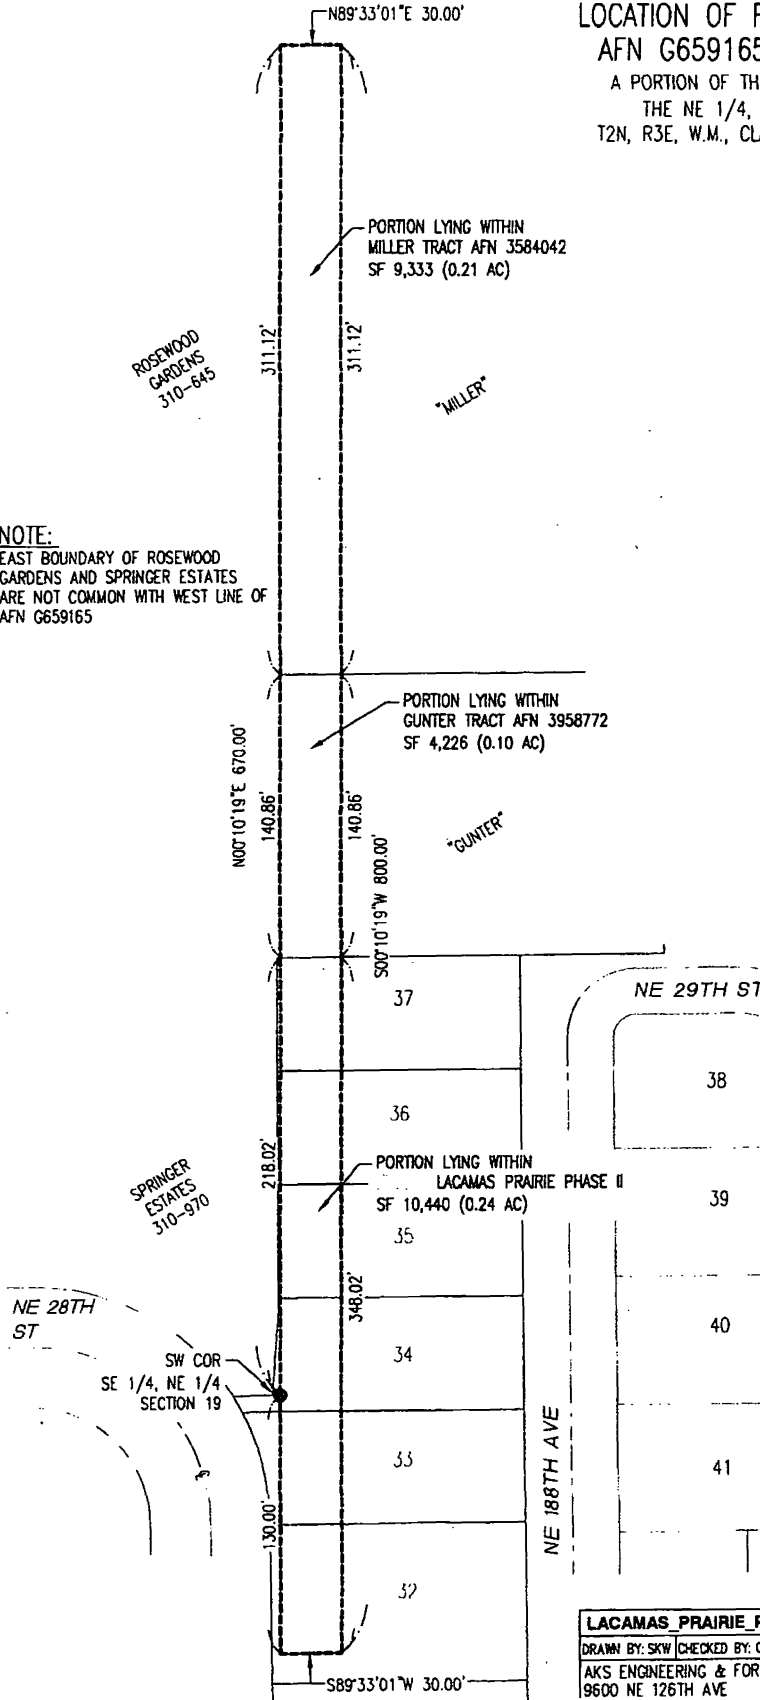 N89°33'01"E 30.00'
LOCATION OF
AFN G659165
A PORTION OF TH
THE NE 1/4,
T2N, R3E, W.M., CL
PORTION LYING WITHIN
MILLER TRACT AFN 3584042
SF 9,333 (0.21 AC)
311.12'
311.12'
ROSEWOOD
GARDENS
310-645
"MILLER"
NOTE:
EAST BOUNDARY OF ROSEWOOD
GARDENS AND SPRINGER ESTATES
ARE NOT COMMON WITH WEST LINE OF
AFN G659165
PORTION LYING WITHIN
GUNTER TRACT AFN 3958772
SF 4,226 (0.10 AC)
N00°10'19"E 670.00'
140.86'
140.86'
"GUNTER"
S00°10'19"W 800.00'
37
NE 29TH ST
38
36
218.02'
PORTION LYING WITHIN
LACAMAS PRAIRIE PHASE II
SF 10,440 (0.24 AC)
SPRINGER
ESTATES
310-970
35
39
348.02'
NE 28TH
ST
34
40
SW COR
SE 1/4, NE 1/4
SECTION 19
33
41
NE 188TH AVE
130.00'
32
S89°33'01"W 30.00'
LACAMAS_PRAIRIE_
DRAWN BY: SKW CHECKED BY:
AKS ENGINEERING & FOR
9600 NE 126TH AVE